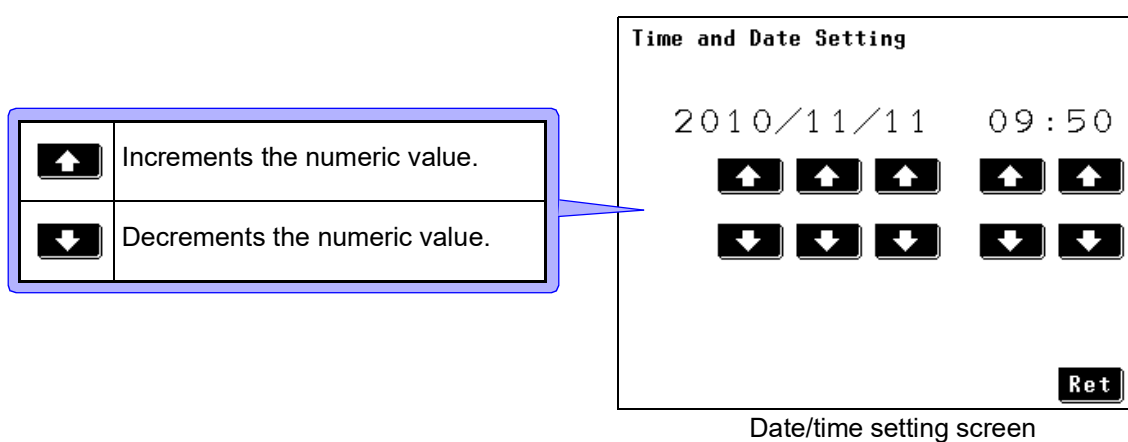 Time and Date Setting
2010/11/11 09:50
Increments the numeric value.
Decrements the numeric value.
Ret
Date/time setting screen